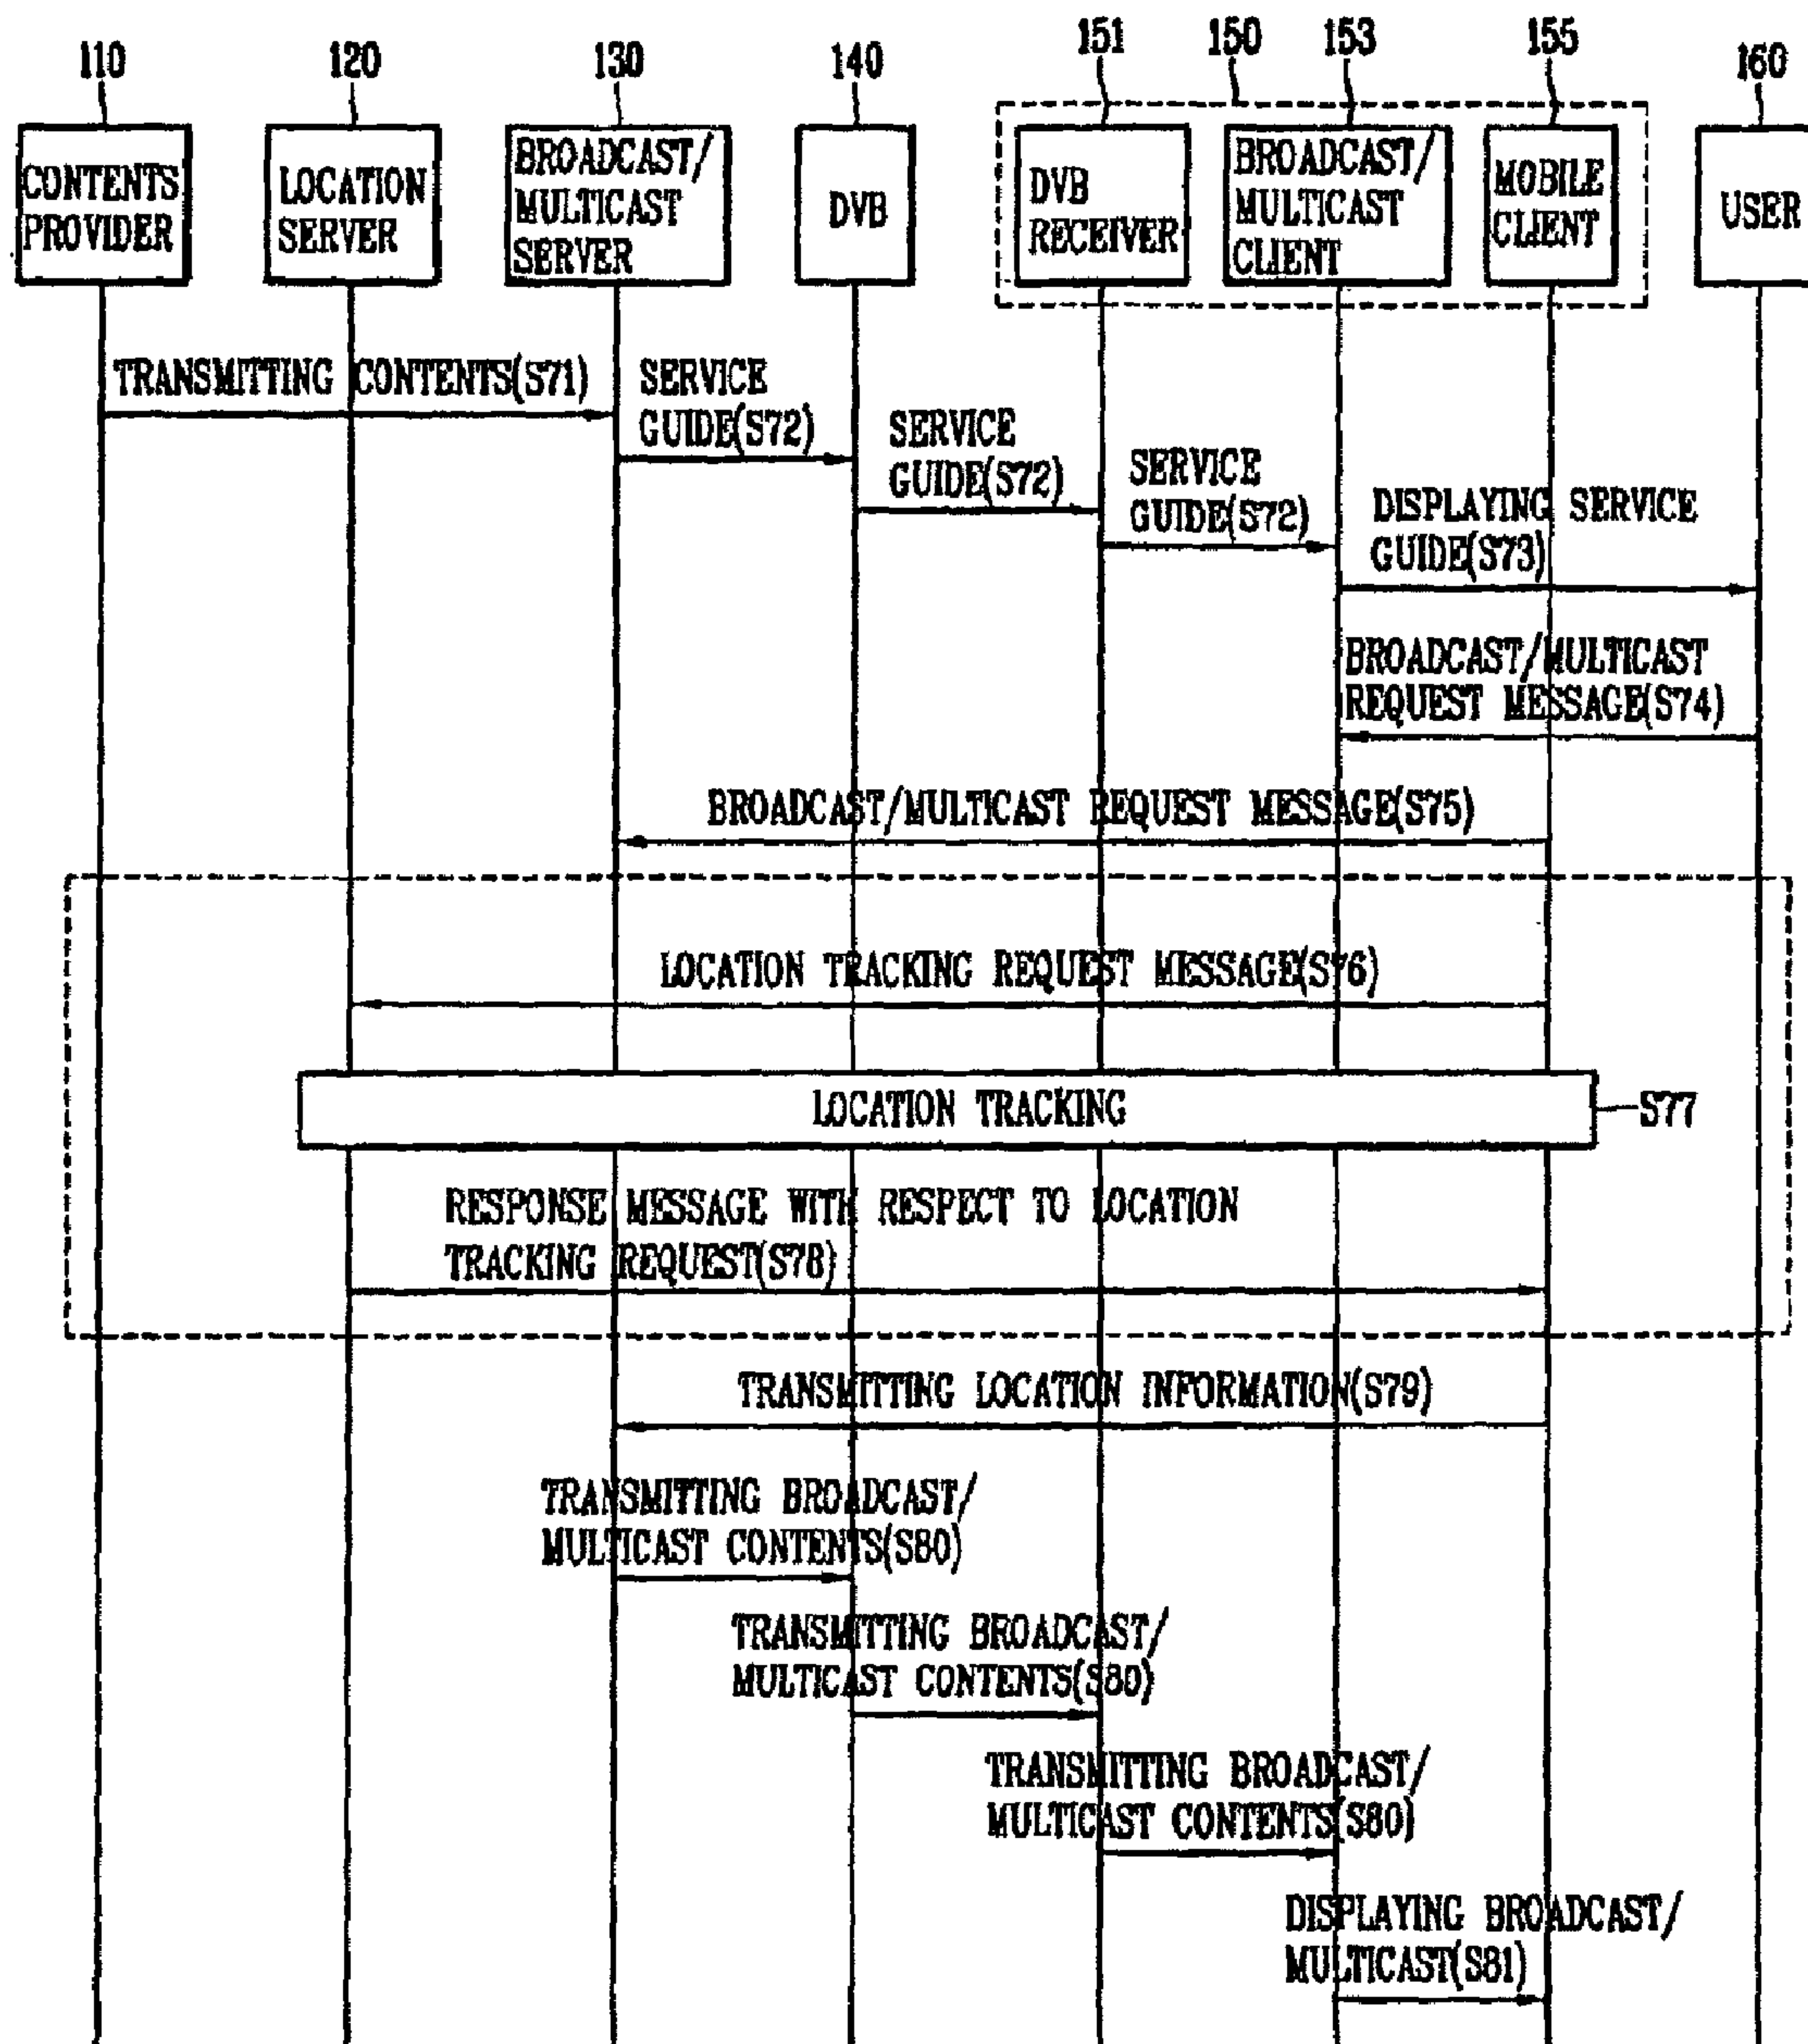 110
120
130
140
151
150
153
155
160
CONTENTS
PROVIDER
LOCATION
SERVER
BROADCAST/
MULTICAST
SERVER
DVB
DVB
RECEIVER
BROADCAST/
MULTICAST
CLIENT
MOBILE
CLIENT
USER
TRANSMITTING CONTENTS(S71)
SERVICE
GUIDE(S72)
SERVICE
GUIDE(S72)
SERVICE
GUIDE(S72)
DISPLAYING SERVICE
GUIDE(S73)
BROADCAST/MULTICAST
REQUEST MESSAGE(S74)
BROADCAST/MULTICAST REQUEST MESSAGE(S75)
LOCATION TRACKING REQUEST MESSAGE(S76)
LOCATION TRACKING
S77
RESPONSE MESSAGE WITH RESPECT TO LOCATION
TRACKING REQUEST(S78)
TRANSMITTING LOCATION INFORMATION(S79)
TRANSMITTING BROADCAST/
MULTICAST CONTENTS(S80)
TRANSMITTING BROADCAST/
MULTICAST CONTENTS(S80)
TRANSMITTING BROADCAST/
MULTICAST CONTENTS(S80)
DISPLAYING BROADCAST/
MULTICAST(S81)